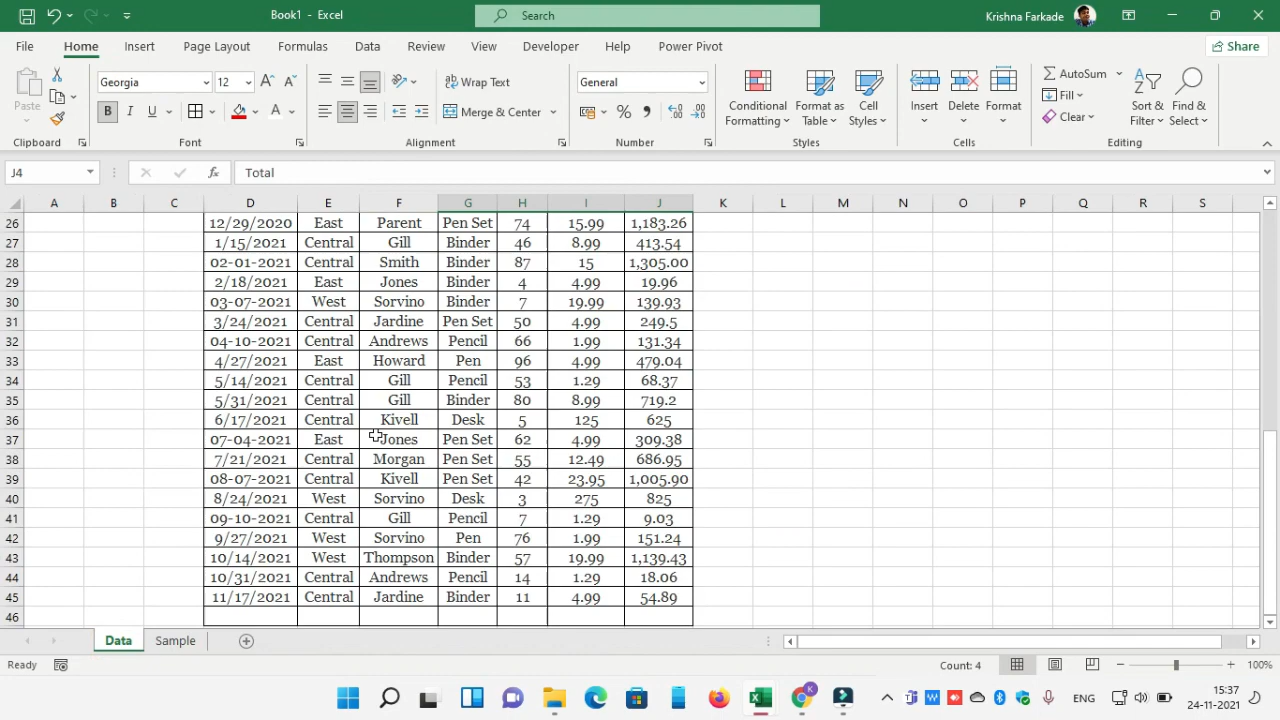 Book1 - Excel
Search
Krishna Farkade
File Home Insert Page Layout Formulas Data Review View Developer Help Power Pivot Share
Paste
Georgia 12
B I U A
Wrap Text
Merge & Center
General
% ,
Conditional Formatting
Format as Table
Cell Styles
Insert Delete Format
AutoSum
Fill
Clear
Sort & Filter
Find & Select
Clipboard Font Alignment Number Styles Cells Editing
J4 fx Total
A B C D E F G H I J K L M N O P Q R S
26 12/29/2020 East Parent Pen Set 74 15.99 1,183.26
27 1/15/2021 Central Gill Binder 46 8.99 413.54
28 02-01-2021 Central Smith Binder 87 15 1,305.00
29 2/18/2021 East Jones Binder 4 4.99 19.96
30 03-07-2021 West Sorvino Binder 7 19.99 139.93
31 3/24/2021 Central Jardine Pen Set 50 4.99 249.5
32 04-10-2021 Central Andrews Pencil 66 1.99 131.34
33 4/27/2021 East Howard Pen 96 4.99 479.04
34 5/14/2021 Central Gill Pencil 53 1.29 68.37
35 5/31/2021 Central Gill Binder 80 8.99 719.2
36 6/17/2021 Central Kivell Desk 5 125 625
37 07-04-2021 East Jones Pen Set 62 4.99 309.38
38 7/21/2021 Central Morgan Pen Set 55 12.49 686.95
39 08-07-2021 Central Kivell Pen Set 42 23.95 1,005.90
40 8/24/2021 West Sorvino Desk 3 275 825
41 09-10-2021 Central Gill Pencil 7 1.29 9.03
42 9/27/2021 West Sorvino Pen 76 1.99 151.24
43 10/14/2021 West Thompson Binder 57 19.99 1,139.43
44 10/31/2021 Central Andrews Pencil 14 1.29 18.06
45 11/17/2021 Central Jardine Binder 11 4.99 54.89
46
Data Sample
Ready Count: 4 100%
ENG 15:37
24-11-2021